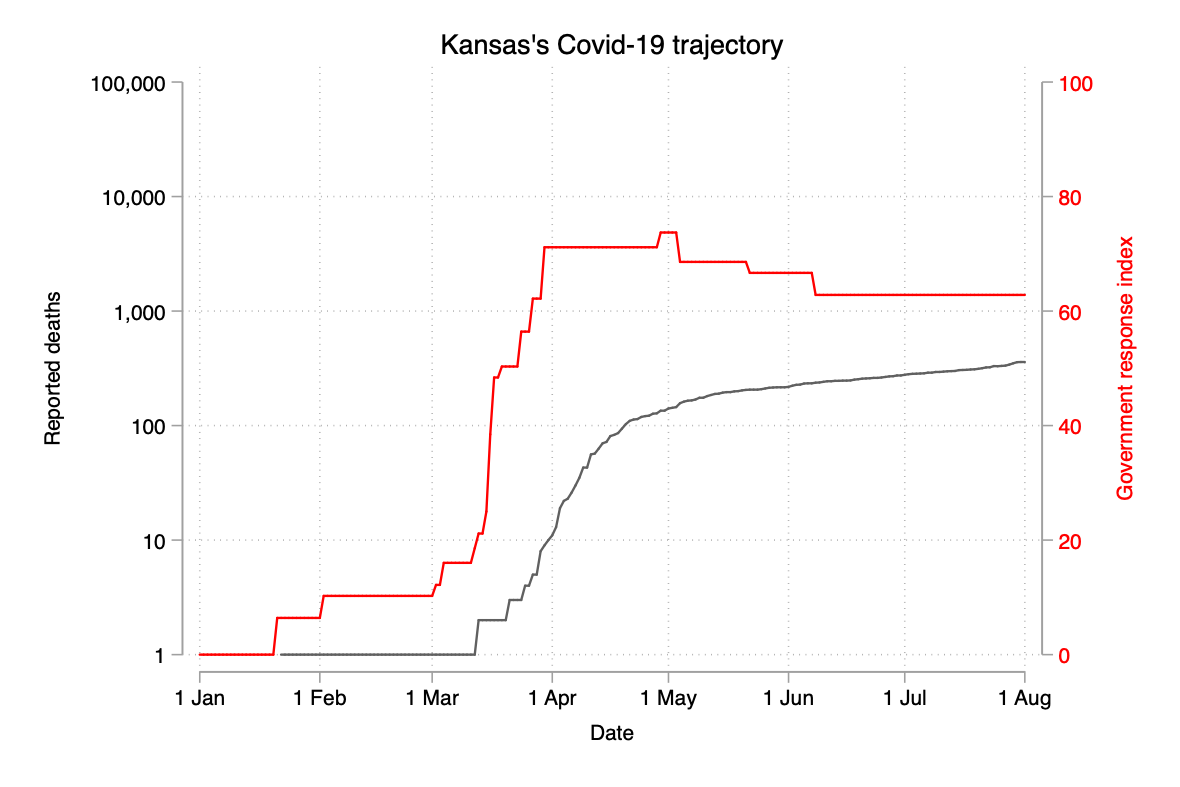 Kansas's Covid-19 trajectory
100,000
10,000
1,000
100
10
1
Reported deaths
100
80
60
40
20
0
Government response index
1 Jan
1 Feb
1 Mar
1 Apr
1 May
1 Jun
1 Jul
1 Aug
Date